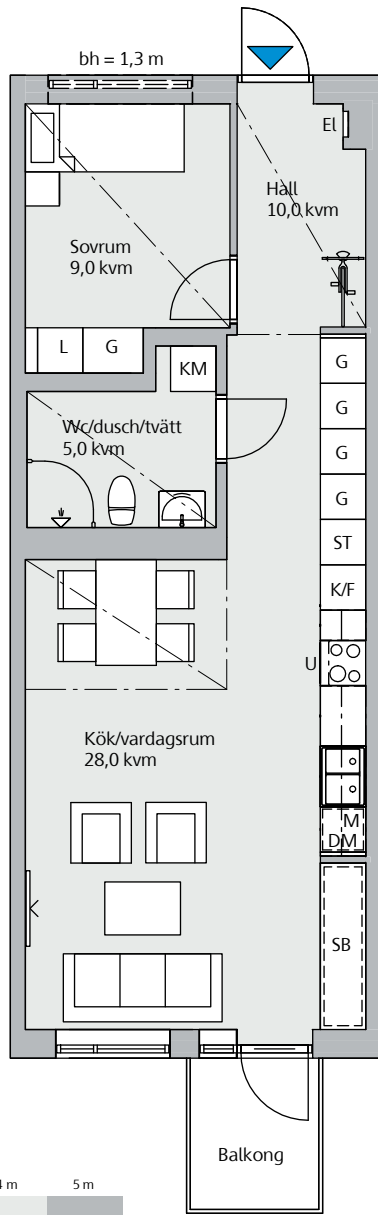 bh = 1,3 m
El
Hall
10,0 kvm
Sovrum
9,0 kvm
L
G
KM
G
G
G
G
ST
K/F
Wc/dusch/tvätt
5,0 kvm
U
Kök/vardagsrum
28,0 kvm
M
DM
SB
Balkong
4 m
5 m